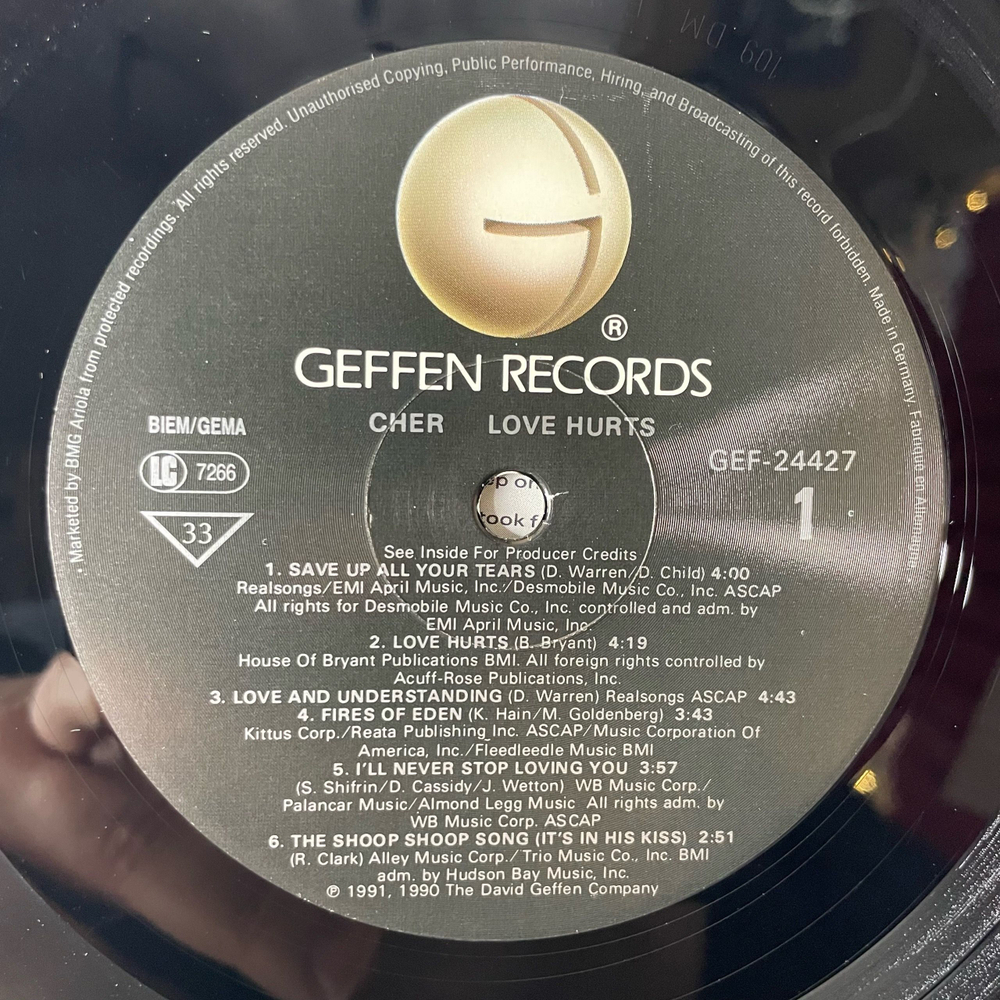 109 DM
• Marketed by BMG Ariola from protected recordings. All rights reserved. Unauthorised Copying, Public Performance, Hiring, and Broadcasting of this record forbidden. Made in Germany Fabriqué en Allemagne
®
GEFFEN RECORDS
CHER LOVE HURTS
BIEM/GEMA
LC 7266
33
GEF-24427
1
ep on
took f
See Inside For Producer Credits
1. SAVE UP ALL YOUR TEARS (D. Warren/D. Child) 4:00
Realsongs/EMI April Music, Inc./Desmobile Music Co., Inc. ASCAP
All rights for Desmobile Music Co., Inc. controlled and adm. by
EMI April Music, Inc.
2. LOVE HURTS (B. Bryant) 4:19
House Of Bryant Publications BMI. All foreign rights controlled by
Acuff-Rose Publications, Inc.
3. LOVE AND UNDERSTANDING (D. Warren) Realsongs ASCAP 4:43
4. FIRES OF EDEN (K. Hain/M. Goldenberg) 3:43
Kittus Corp./Reata Publishing Inc. ASCAP/Music Corporation Of
America, Inc./Fleedleedle Music BMI
5. I'LL NEVER STOP LOVING YOU 3:57
(S. Shifrin/D. Cassidy/J. Wetton) WB Music Corp./
Palancar Music/Almond Legg Music All rights adm. by
WB Music Corp. ASCAP
6. THE SHOOP SHOOP SONG (IT'S IN HIS KISS) 2:51
(R. Clark) Alley Music Corp./Trio Music Co., Inc. BMI
adm. by Hudson Bay Music, Inc.
℗ 1991, 1990 The David Geffen Company